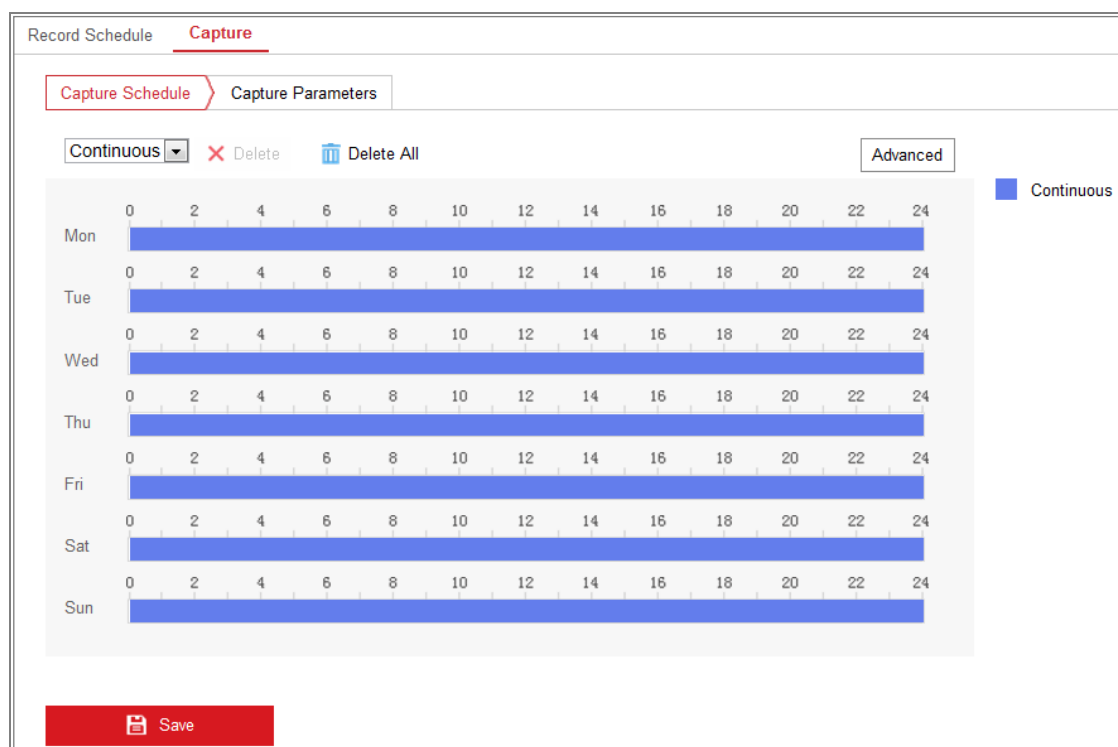 Record Schedule Capture
Capture Schedule Capture Parameters
Continuous Delete Delete All Advanced
Continuous
0 2 4 6 8 10 12 14 16 18 20 22 24
Mon
0 2 4 6 8 10 12 14 16 18 20 22 24
Tue
0 2 4 6 8 10 12 14 16 18 20 22 24
Wed
0 2 4 6 8 10 12 14 16 18 20 22 24
Thu
0 2 4 6 8 10 12 14 16 18 20 22 24
Fri
0 2 4 6 8 10 12 14 16 18 20 22 24
Sat
0 2 4 6 8 10 12 14 16 18 20 22 24
Sun
Save